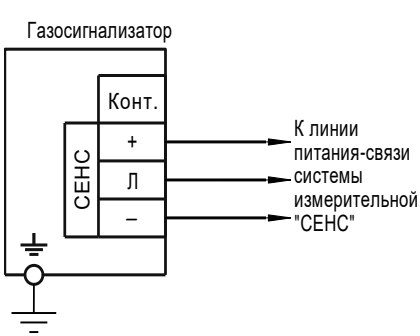 Газосигнализатор
Конт.
СЕНС
+
Л
–
К линии
питания-связи
системы
измерительной
"СЕНС"